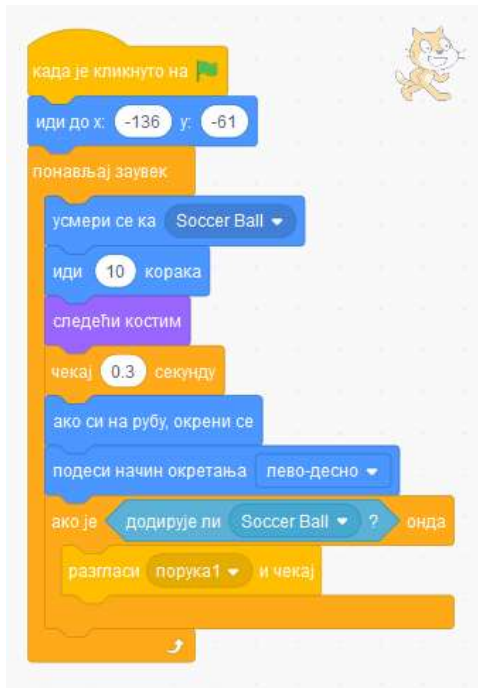 када је кликнуто на
иди до x: -136 y: -61
понављај заувек
усмери се ка Soccer Ball
иди 10 корака
следећи костим
чекај 0.3 секунду
ако си на рубу, окрени се
подеси начин окретања лево-десно
ако је додирује ли Soccer Ball ? онда
разгласи порука1 и чекај